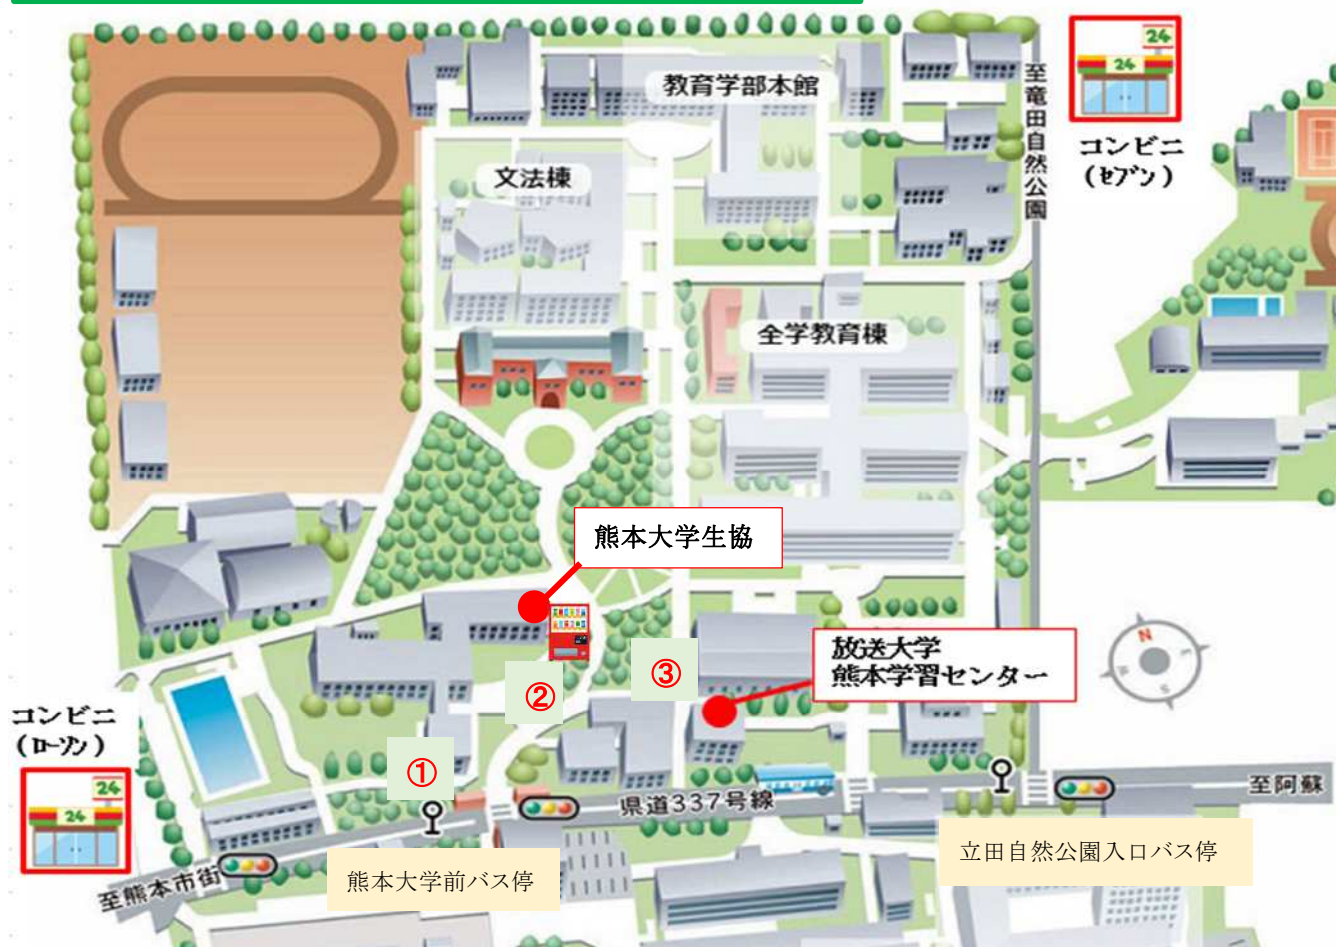 24
24
コンビニ
(ｾﾌﾞﾝ)
至竜田自然公園
教育学部本館
文法棟
全学教育棟
熊本大学生協
N
S
放送大学
熊本学習センター
③
②
①
コンビニ
(ﾛｰｿﾝ)
24
24
県道337号線
至阿蘇
至熊本市街
熊本大学前バス停
立田自然公園入口バス停